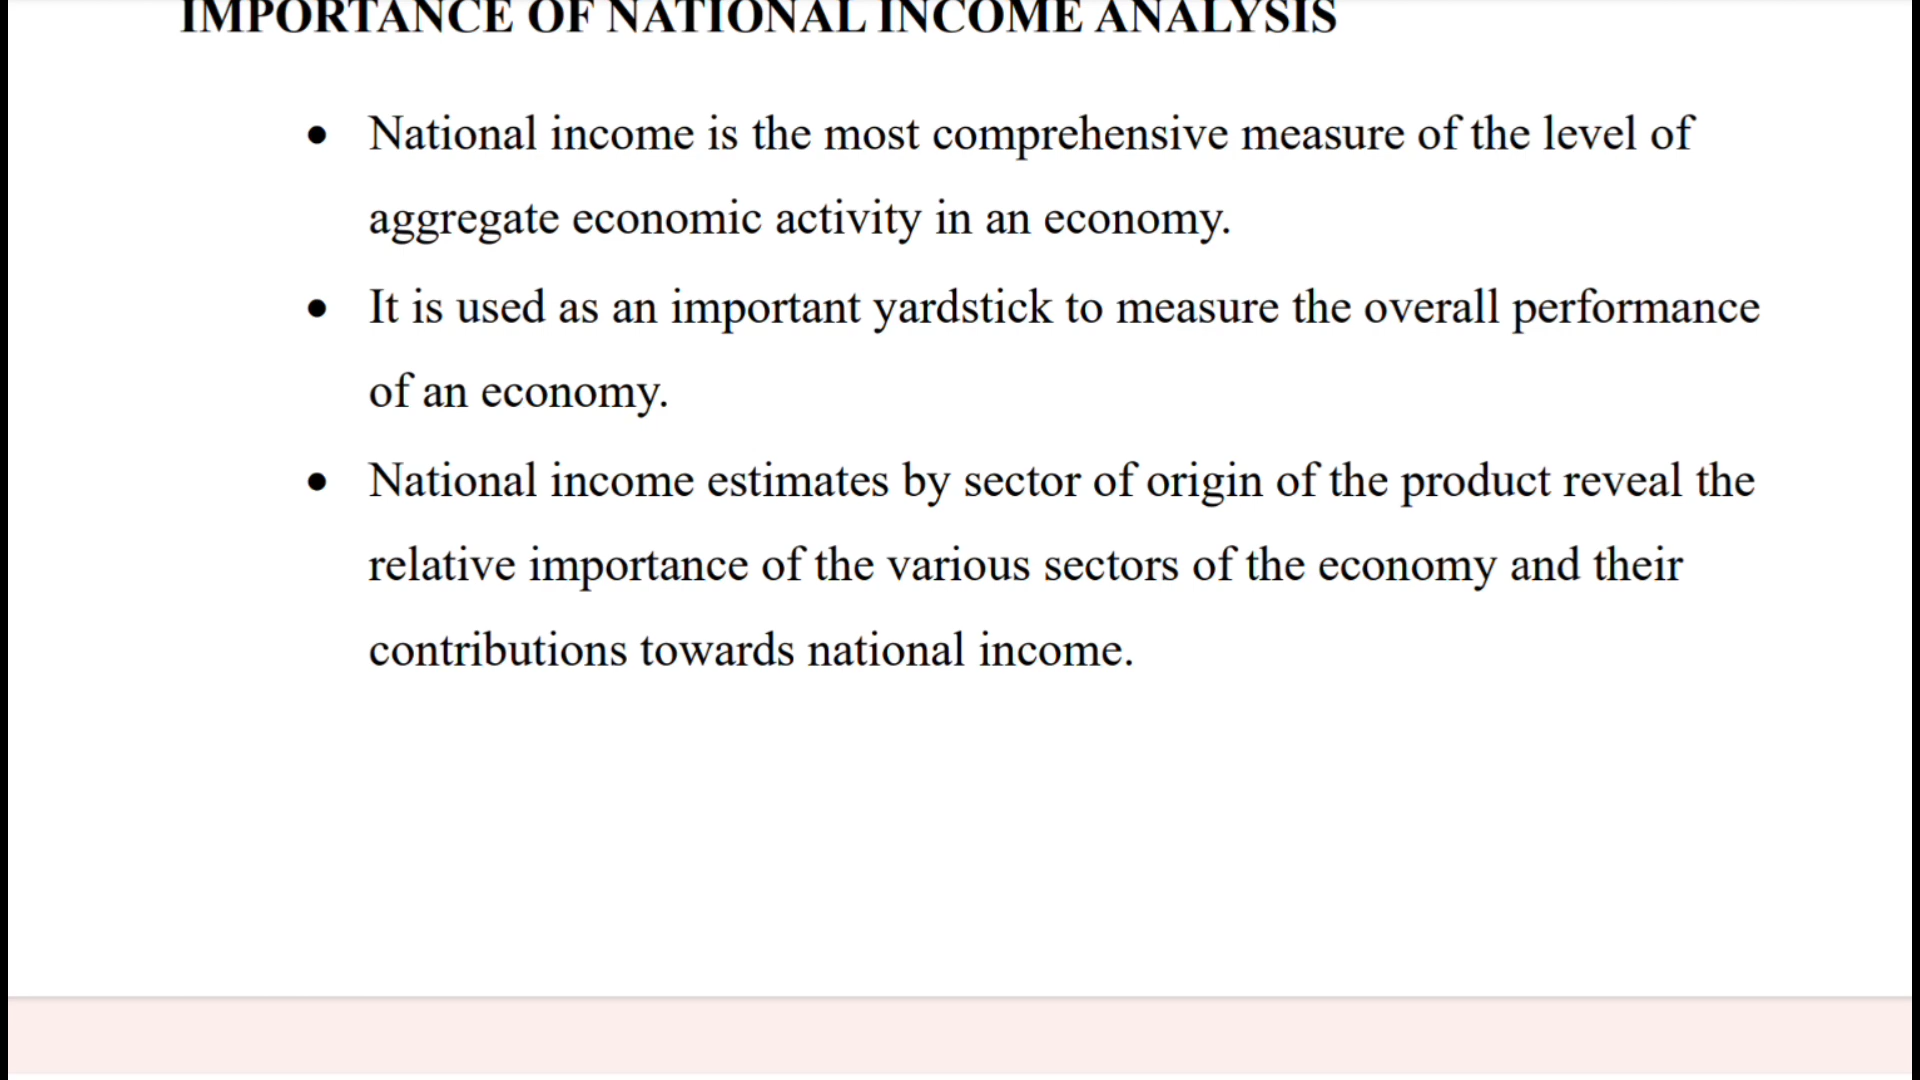 IMPORTANCE OF NATIONAL INCOME ANALYSIS
● National income is the most comprehensive measure of the level of
aggregate economic activity in an economy.
● It is used as an important yardstick to measure the overall performance
of an economy.
● National income estimates by sector of origin of the product reveal the
relative importance of the various sectors of the economy and their
contributions towards national income.